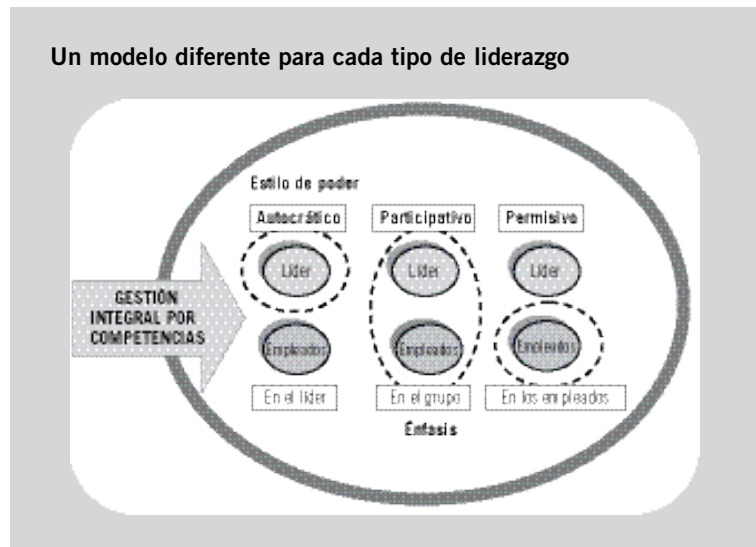 Un modelo diferente para cada tipo de liderazgo
Estilo de poder
Autocrático Participativo Permisivo
Líder Líder Líder
GESTIÓN
INTEGRAL POR
COMPETENCIAS
Empleados Empleados Empleados
En el líder En el grupo En los empleados
Énfasis